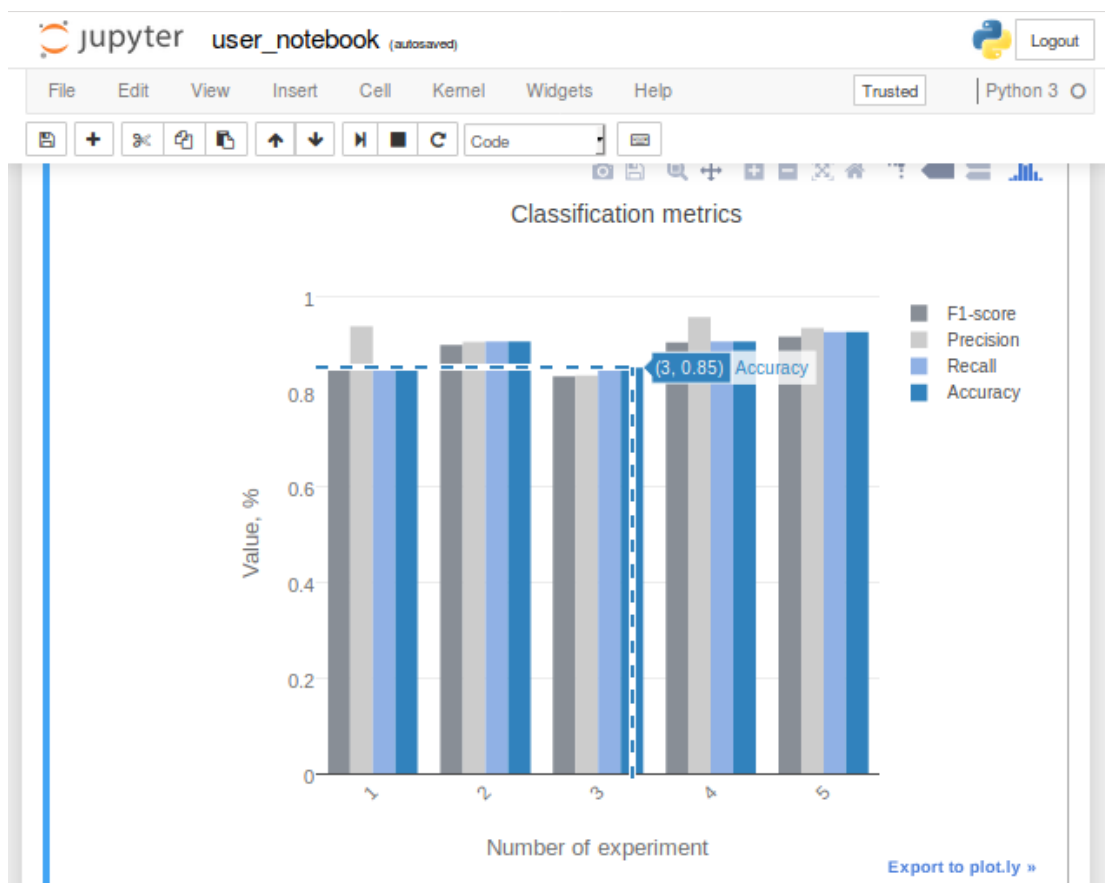 jupyter user_notebook (autosaved) Logout
File Edit View Insert Cell Kernel Widgets Help Trusted Python 3
Code
Classification metrics
1
0.8
0.6
0.4
0.2
0
Value, %
(3, 0.85) Accuracy
F1-score
Precision
Recall
Accuracy
1 2 3 4 5
Number of experiment
Export to plot.ly »